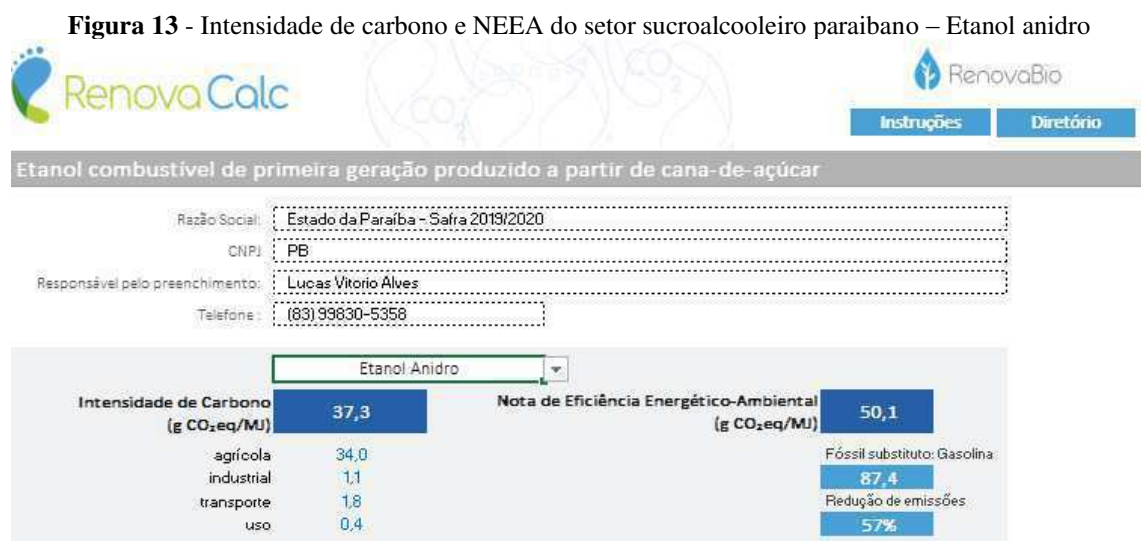 Figura 13 - Intensidade de carbono e NEEA do setor sucroalcooleiro paraibano – Etanol anidro
RenovaCalc
CO₂
CO₂
RenovaBio
Instruções Diretório
Etanol combustível de primeira geração produzido a partir de cana-de-açúcar
Razão Social: Estado da Paraíba - Safra 2019/2020
CNPJ PB
Responsável pelo preenchimento: Lucas Vitorio Alves
Telefone : (83) 99830-5358
Etanol Anidro
Intensidade de Carbono (g CO₂eq/MJ) 37,3
Nota de Eficiência Energético-Ambiental (g CO₂eq/MJ) 50,1
agrícola 34,0
Fóssil substituto: Gasolina
industrial 1,1
87,4
transporte 1,8
Redução de emissões
uso 0,4
57%